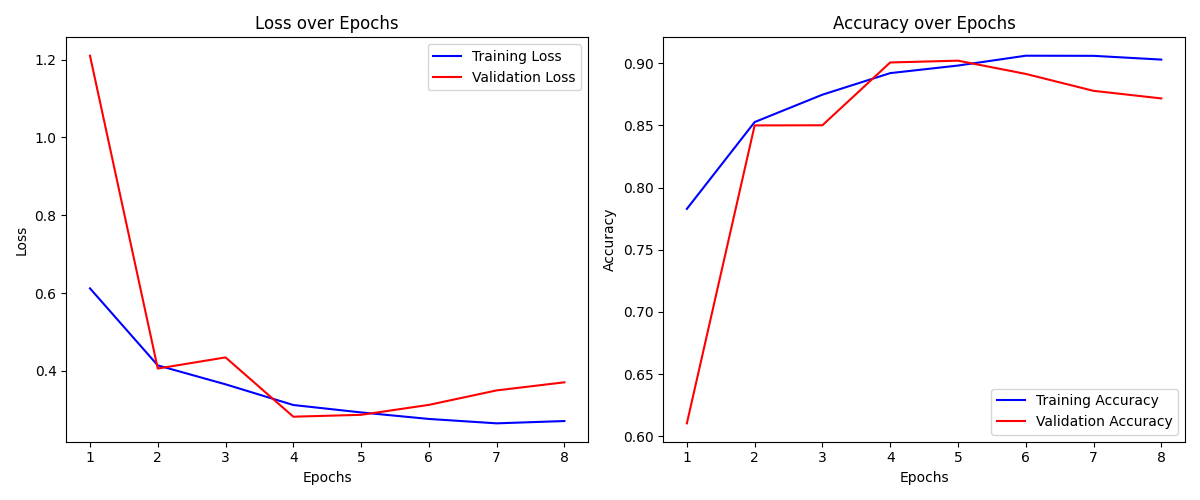 Loss over Epochs
Training Loss
Validation Loss
1.2
1.0
0.8
0.6
0.4
Loss
1 2 3 4 5 6 7 8
Epochs
Accuracy over Epochs
0.90
0.85
0.80
0.75
0.70
0.65
0.60
Accuracy
Training Accuracy
Validation Accuracy
1 2 3 4 5 6 7 8
Epochs